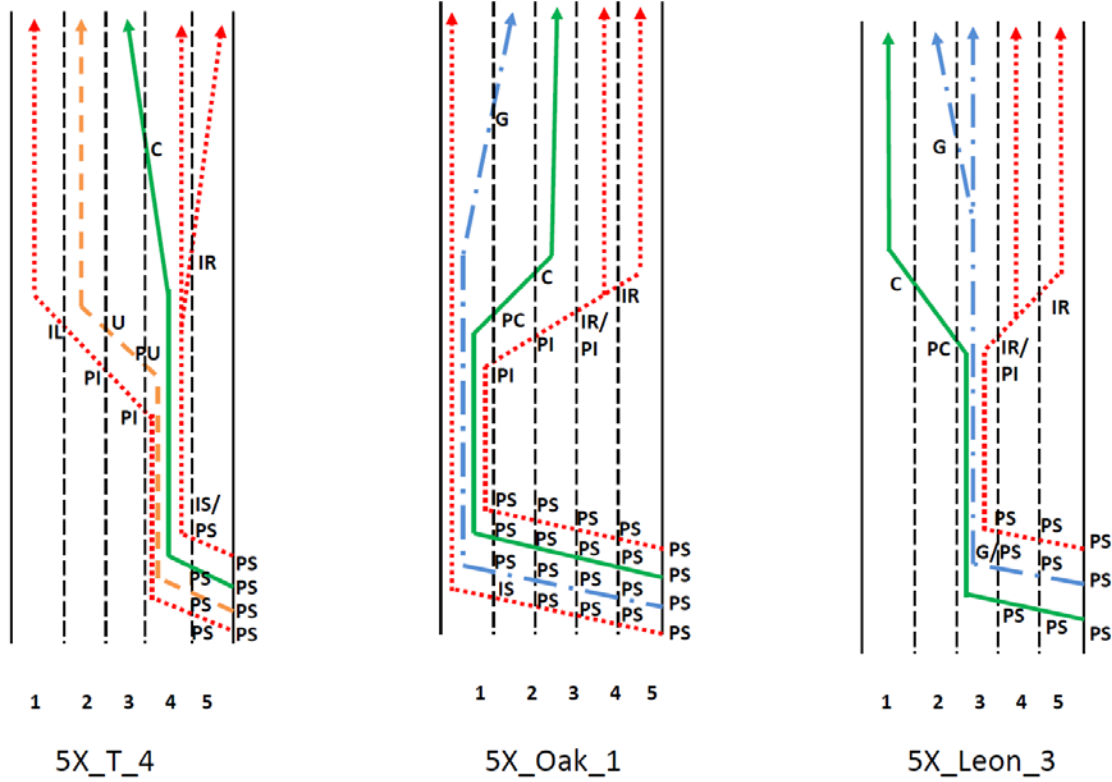 C
IR
IL U
PU
PI
PI
IS/
PS PS
PS PS
PS PS
PS PS
1 2 3 4 5
5X_T_4
G
C
IR
PC
IR/
PI PI
PI
PS PS PS PS PS
PS PS PS PS PS
PS PS PS PS PS
IS PS PS PS PS
1 2 3 4 5
5X_Oak_1
G
C
IR
PC IR/
PI
PS PS PS
G/PS PS PS
PS PS PS
1 2 3 4 5
5X_Leon_3